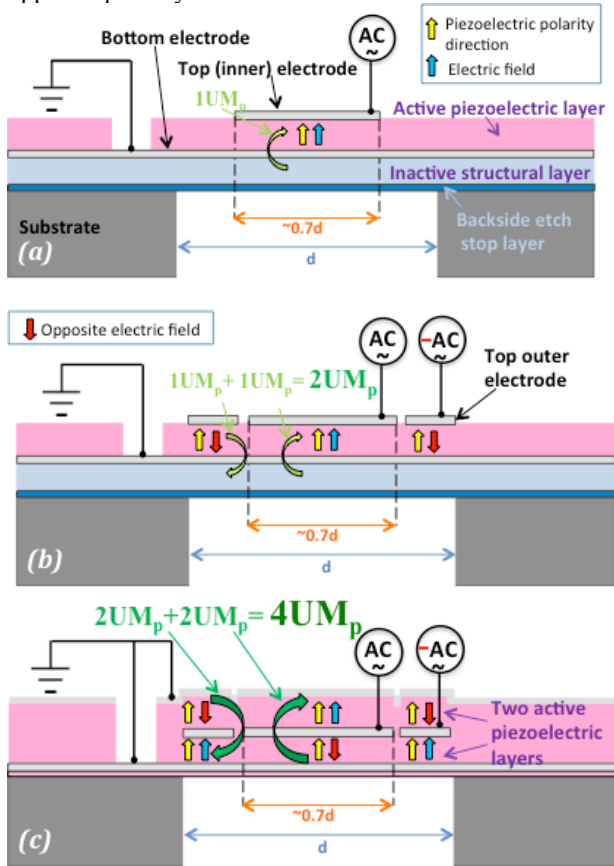 AC
~
Bottom electrode
Top (inner) electrode
Piezoelectric polarity
direction
Electric field
1UMp
Active piezoelectric layer
Inactive structural layer
Substrate
Backside etch
stop layer
~0.7d
d
(a)
Opposite electric field
AC
~
–AC
~
Top outer
electrode
1UMp+1UMp=2UMp
~0.7d
d
(b)
2UMp+2UMp=4UMp
AC
~
–AC
~
Two active
piezoelectric
layers
~0.7d
d
(c)